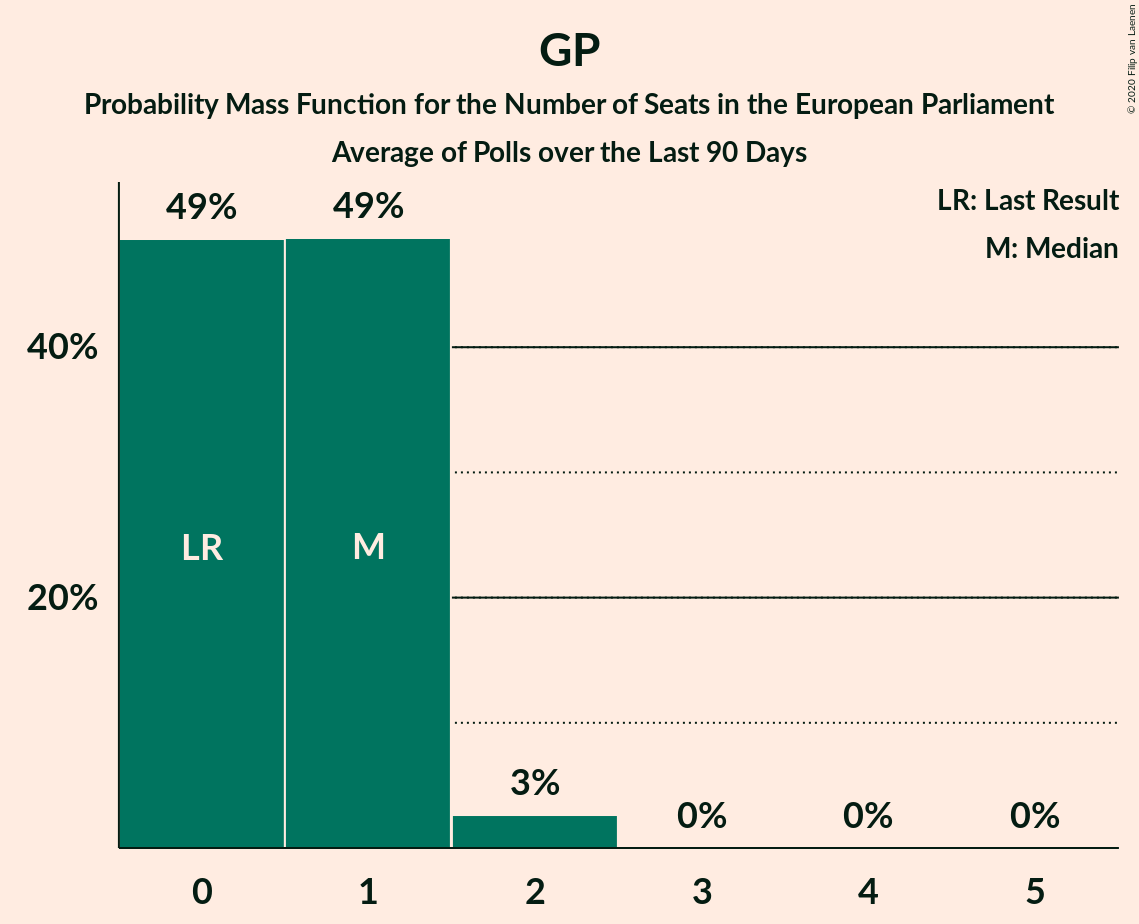 GP
Probability Mass Function for the Number of Seats in the European Parliament
Average of Polls over the Last 90 Days
© 2020 Filip van Laenen
LR: Last Result
M: Median
49%
49%
40%
LR
M
20%
3%
0%
0%
0%
0
1
2
3
4
5